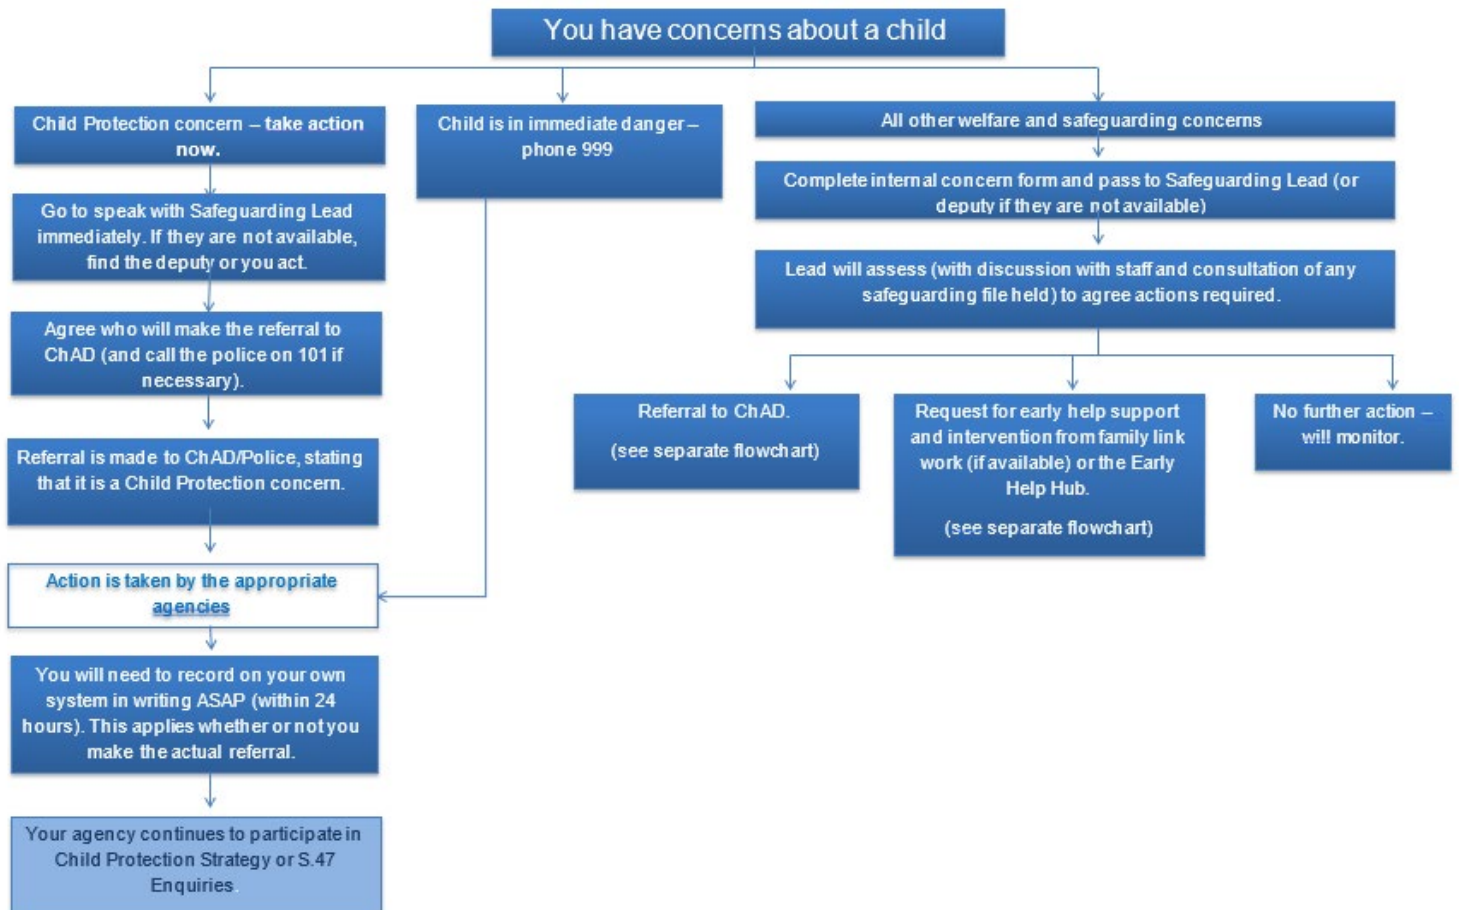 You have concerns about a child
Child Protection concern – take action
now.
Go to speak with Safeguarding Lead
immediately. If they are not available,
find the deputy or you act.
Agree who will make the referral to
ChAD (and call the police on 101 if
necessary).
Referral is made to ChAD/Police, stating
that it is a Child Protection concern.
Action is taken by the appropriate
agencies
You will need to record on your own
system in writing ASAP (within 24
hours). This applies whether or not you
make the actual referral.
Your agency continues to participate in
Child Protection Strategy or S.47
Enquiries.
Child is in immediate danger –
phone 999
All other welfare and safeguarding concerns
Complete internal concern form and pass to Safeguarding Lead (or
deputy if they are not available)
Lead will assess (with discussion with staff and consultation of any
safeguarding file held) to agree actions required.
Referral to ChAD.
(see separate flowchart)
Request for early help support
and intervention from family link
work (if available) or the Early
Help Hub.
(see separate flowchart)
No further action –
will monitor.